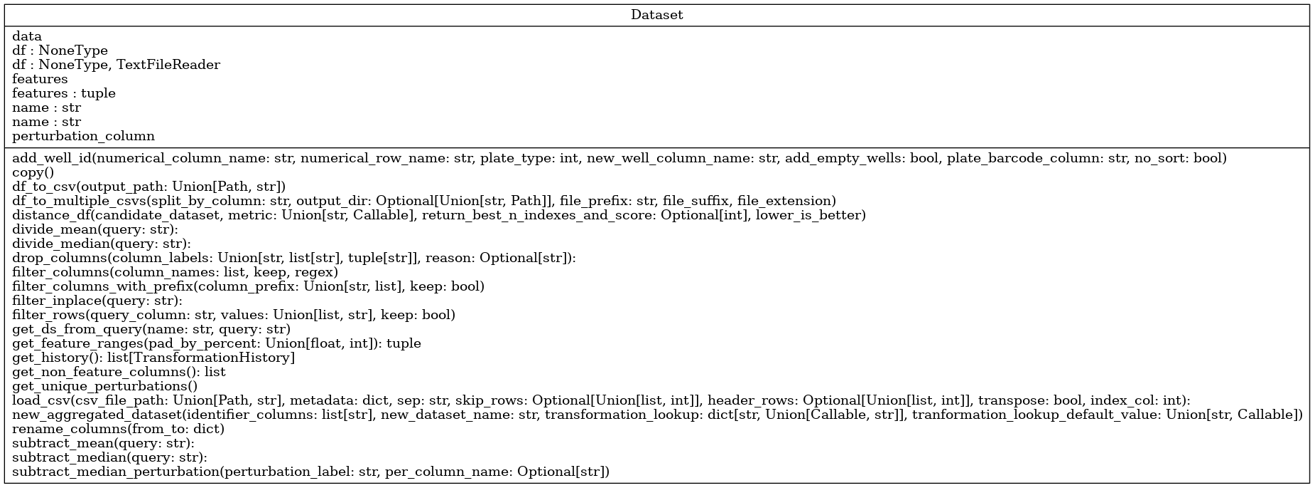 Dataset
data
df : NoneType
df : NoneType, TextFileReader
features
features : tuple
name : str
name : str
perturbation_column
add_well_id(numerical_column_name: str, numerical_row_name: str, plate_type: int, new_well_column_name: str, add_empty_wells: bool, plate_barcode_column: str, no_sort: bool)
copy()
df_to_csv(output_path: Union[Path, str])
df_to_multiple_csvs(split_by_column: str, output_dir: Optional[Union[str, Path]], file_prefix: str, file_suffix, file_extension)
distance_df(candidate_dataset, metric: Union[str, Callable], return_best_n_indexes_and_score: Optional[int], lower_is_better)
divide_mean(query: str):
divide_median(query: str):
drop_columns(column_labels: Union[str, list[str], tuple[str]], reason: Optional[str]):
filter_columns(column_names: list, keep, regex)
filter_columns_with_prefix(column_prefix: Union[str, list], keep: bool)
filter_inplace(query: str):
filter_rows(query_column: str, values: Union[list, str], keep: bool)
get_ds_from_query(name: str, query: str)
get_feature_ranges(pad_by_percent: Union[float, int]): tuple
get_history(): list[TransformationHistory]
get_non_feature_columns(): list
get_unique_perturbations()
load_csv(csv_file_path: Union[Path, str], metadata: dict, sep: str, skip_rows: Optional[Union[list, int]], header_rows: Optional[Union[list, int]], transpose: bool, index_col: int):
new_aggregated_dataset(identifier_columns: list[str], new_dataset_name: str, transformation_lookup: dict[str, Union[Callable, str]], tranformation_lookup_default_value: Union[str, Callable])
rename_columns(from_to: dict)
subtract_mean(query: str):
subtract_median(query: str):
subtract_median_perturbation(perturbation_label: str, per_column_name: Optional[str])